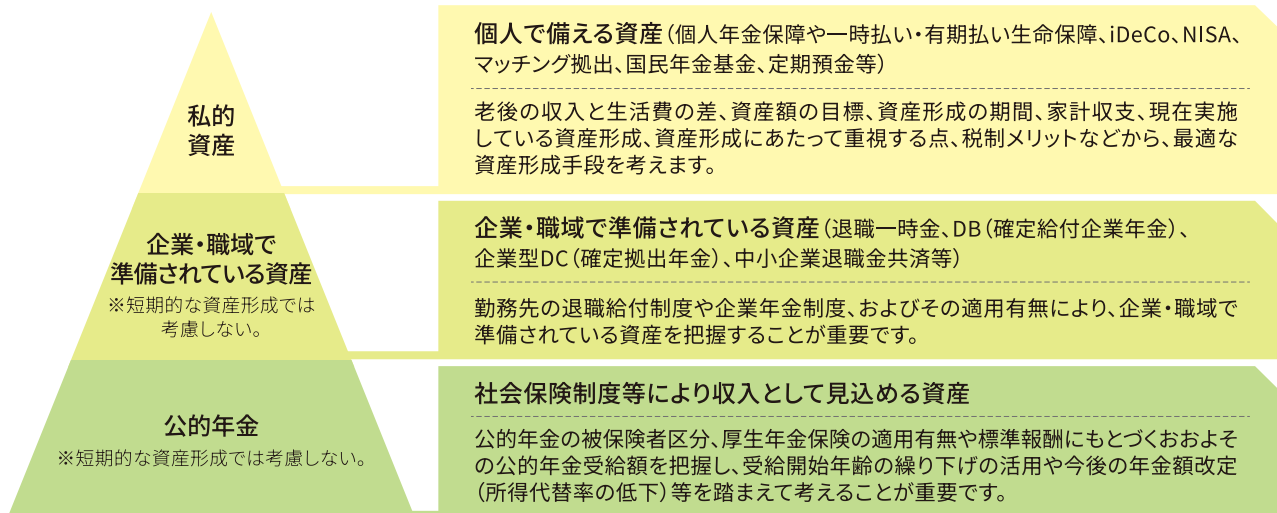 私的
資産
個人で備える資産（個人年金保障や一時払い・有期払い生命保障、iDeCo、NISA、
マッチング拠出、国民年金基金、定期預金等）
老後の収入と生活費の差、資産額の目標、資産形成の期間、家計収支、現在実施
している資産形成、資産形成にあたって重視する点、税制メリットなどから、最適な
資産形成手段を考えます。
企業・職域で
準備されている資産
※短期的な資産形成では
考慮しない。
企業・職域で準備されている資産（退職一時金、DB（確定給付企業年金）、
企業型DC（確定拠出年金）、中小企業退職金共済等）
勤務先の退職給付制度や企業年金制度、およびその適用有無により、企業・職域で
準備されている資産を把握することが重要です。
公的年金
※短期的な資産形成では考慮しない。
社会保険制度等により収入として見込める資産
公的年金の被保険者区分、厚生年金保険の適用有無や標準報酬にもとづくおおよそ
の公的年金受給額を把握し、受給開始年齢の繰り下げの活用や今後の年金額改定
（所得代替率の低下）等を踏まえて考えることが重要です。